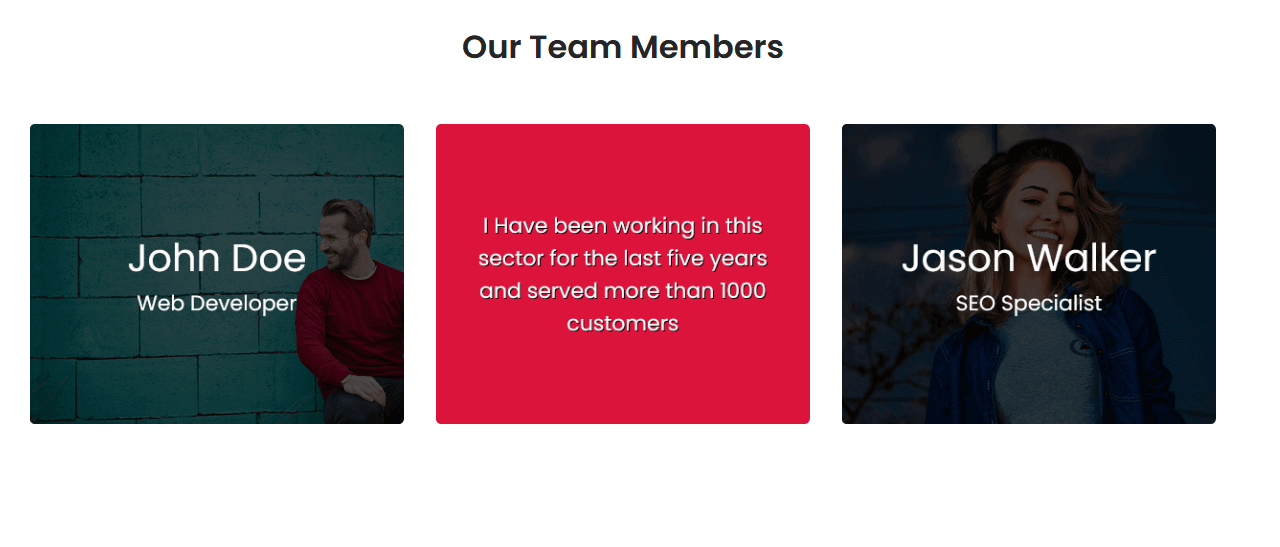 Our Team Members
John Doe
Web Developer
I Have been working in this
sector for the last five years
and served more than 1000
customers
Jason Walker
SEO Specialist